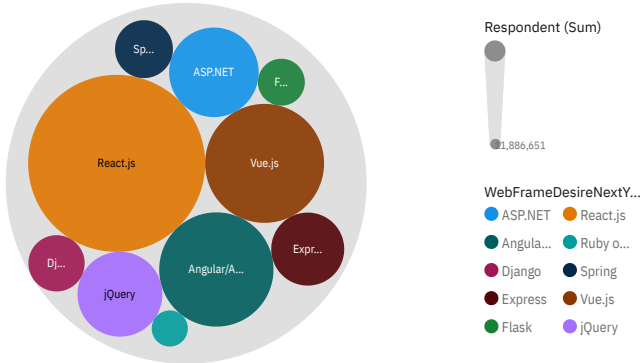 Sp...
ASP.NET
F...
React.js
Vue.js
Expr...
Dj...
Angular/A...
jQuery
Respondent (Sum)
11,886,651
WebFrameDesireNextY...
ASP.NET
React.js
Angula...
Ruby o...
Django
Spring
Express
Vue.js
Flask
jQuery